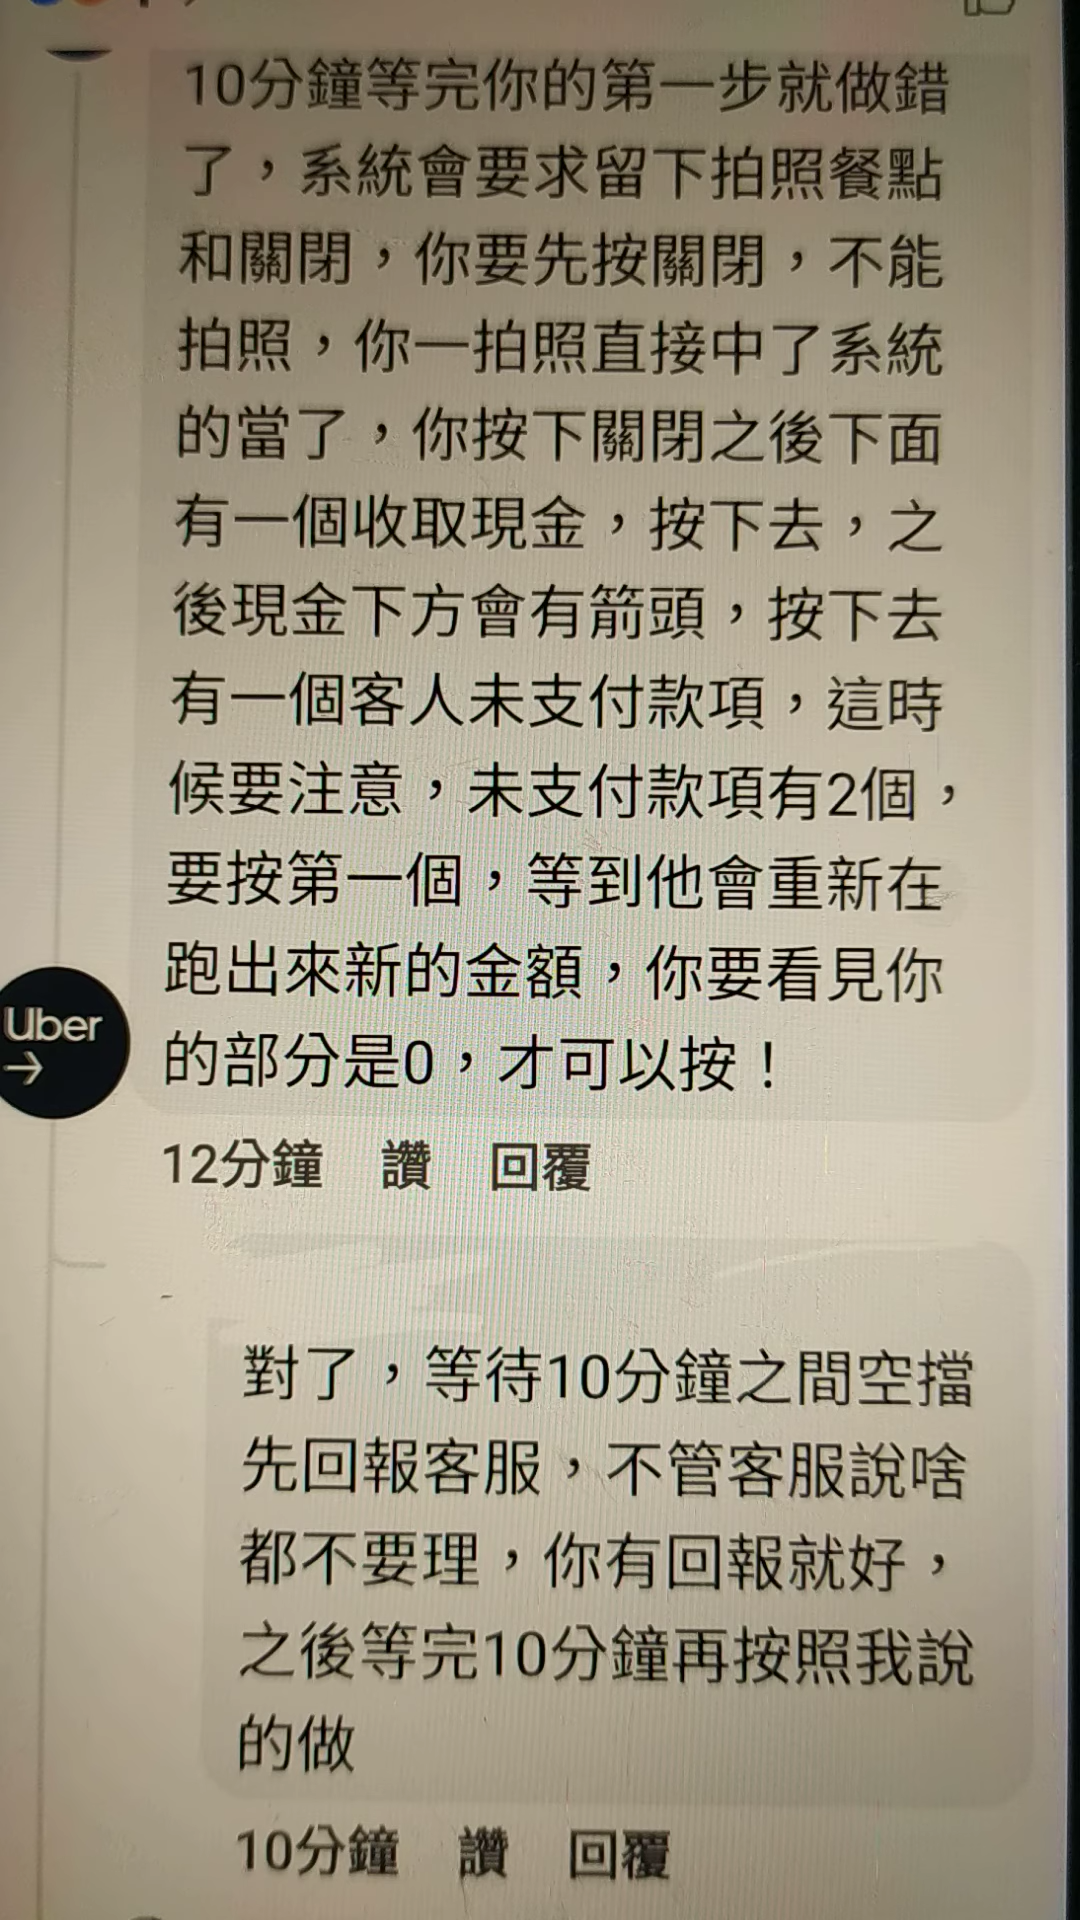 10分鐘等完你的第一步就做錯
了，系統會要求留下拍照餐點
和關閉，你要先按關閉，不能
拍照，你一拍照直接中了系統
的當了，你按下關閉之後下面
有一個收取現金，按下去，之
後現金下方會有箭頭，按下去
有一個客人未支付款項，這時
候要注意，未支付款項有2個，
要按第一個，等到他會重新在
跑出來新的金額，你要看見你
的部分是0，才可以按！
Uber
→
12分鐘 讚 回覆
對了，等待10分鐘之間空擋
先回報客服，不管客服說啥
都不要理，你有回報就好，
之後等完10分鐘再按照我說
的做
10分鐘 讚 回覆